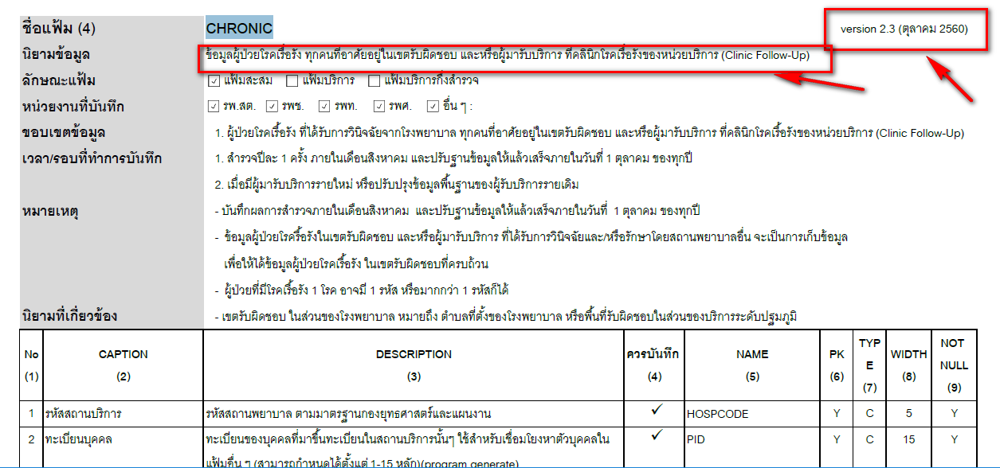 ชื่อแฟ้ม (4) CHRONIC version 2.3 (ตุลาคม 2560)
นิยามข้อมูล ข้อมูลผู้ป่วยโรคเรื้อรัง ทุกคนที่อาศัยอยู่ในเขตรับผิดชอบ และหรือผู้มารับบริการ ที่คลินิกโรคเรื้อรังของหน่วยบริการ (Clinic Follow-Up)
ลักษณะแฟ้ม ☑ แฟ้มสะสม ☐ แฟ้มบริการ ☐ แฟ้มบริการกึ่งสำรวจ
หน่วยงานที่บันทึก ☑ รพ.สต. ☑ รพช. ☑ รพท. ☑ รพศ. ☑ อื่น ๆ :
ขอบเขตข้อมูล 1. ผู้ป่วยโรคเรื้อรัง ที่ได้รับการวินิจฉัยจากโรงพยาบาล ทุกคนที่อาศัยอยู่ในเขตรับผิดชอบ และหรือผู้มารับบริการ ที่คลินิกโรคเรื้อรังของหน่วยบริการ (Clinic Follow-Up)
เวลา/รอบที่ทำการบันทึก 1. สำรวจปีละ 1 ครั้ง ภายในเดือนสิงหาคม และปรับฐานข้อมูลให้แล้วเสร็จภายในวันที่ 1 ตุลาคม ของทุกปี
2. เมื่อมีผู้มารับบริการรายใหม่ หรือปรับปรุงข้อมูลพื้นฐานของผู้รับบริการรายเดิม
หมายเหตุ - บันทึกผลการสำรวจภายในเดือนสิงหาคม และปรับฐานข้อมูลให้แล้วเสร็จภายในวันที่ 1 ตุลาคม ของทุกปี
- ข้อมูลผู้ป่วยโรครื้อรังในเขตรับผิดชอบ และหรือผู้มารับบริการ ที่ได้รับการวินิจฉัยและ/หรือรักษาโดยสถานพยาบาลอื่น จะเป็นการเก็บข้อมูล
เพื่อให้ได้ข้อมูลผู้ป่วยโรคเรื้อรัง ในเขตรับผิดชอบที่ครบถ้วน
- ผู้ป่วยที่มีโรคเรื้อรัง 1 โรค อาจมี 1 รหัส หรือมากกว่า 1 รหัสก็ได้
นิยามที่เกี่ยวข้อง - เขตรับผิดชอบ ในส่วนของโรงพยาบาล หมายถึง ตำบลที่ตั้งของโรงพยาบาล หรือพื้นที่รับผิดชอบในส่วนของบริการระดับปฐมภูมิ
No (1) CAPTION (2) DESCRIPTION (3) ควรบันทึก (4) NAME (5) PK (6) TYPE (7) WIDTH (8) NOT NULL (9)
1 รหัสสถานบริการ รหัสสถานพยาบาล ตามมาตรฐานกองยุทธศาสตร์และแผนงาน ✓ HOSPCODE Y C 5 Y
2 ทะเบียนบุคคล ทะเบียนของบุคคลที่มาขึ้นทะเบียนในสถานบริการนั้นๆ ใช้สำหรับเชื่อมโยงหาตัวบุคคลใน ✓ PID Y C 15 Y
แฟ้มอื่น ๆ (สามารถกำหนดได้ตั้งแต่ 1-15 หลัก)(program generate)